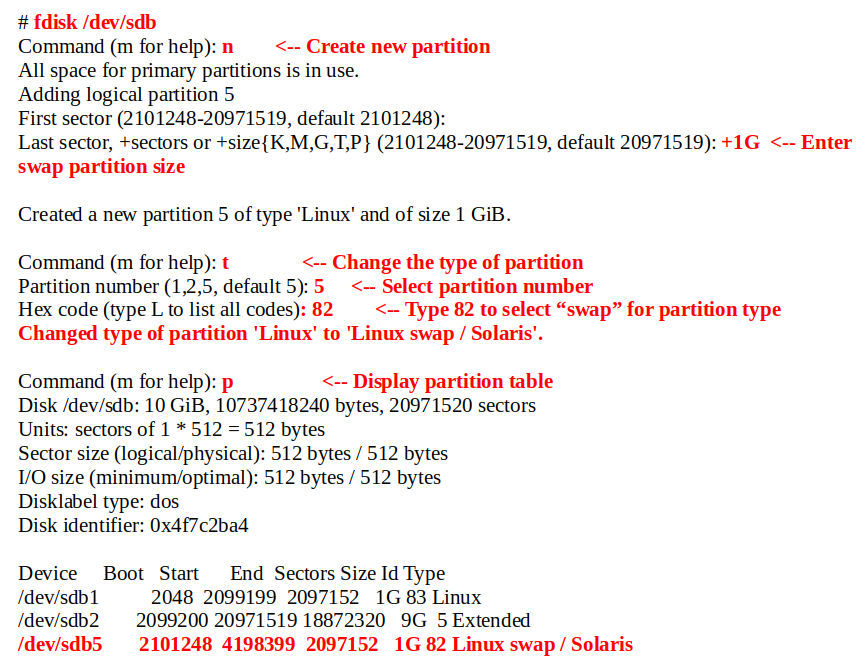 # fdisk /dev/sdb
Command (m for help): n <-- Create new partition
All space for primary partitions is in use.
Adding logical partition 5
First sector (2101248-20971519, default 2101248):
Last sector, +sectors or +size{K,M,G,T,P} (2101248-20971519, default 20971519): +1G <-- Enter
swap partition size
Created a new partition 5 of type 'Linux' and of size 1 GiB.
Command (m for help): t <-- Change the type of partition
Partition number (1,2,5, default 5): 5 <-- Select partition number
Hex code (type L to list all codes): 82 <-- Type 82 to select “swap” for partition type
Changed type of partition 'Linux' to 'Linux swap / Solaris'.
Command (m for help): p <-- Display partition table
Disk /dev/sdb: 10 GiB, 10737418240 bytes, 20971520 sectors
Units: sectors of 1 * 512 = 512 bytes
Sector size (logical/physical): 512 bytes / 512 bytes
I/O size (minimum/optimal): 512 bytes / 512 bytes
Disklabel type: dos
Disk identifier: 0x4f7c2ba4
Device Boot Start End Sectors Size Id Type
/dev/sdb1 2048 2099199 2097152 1G 83 Linux
/dev/sdb2 2099200 20971519 18872320 9G 5 Extended
/dev/sdb5 2101248 4198399 2097152 1G 82 Linux swap / Solaris